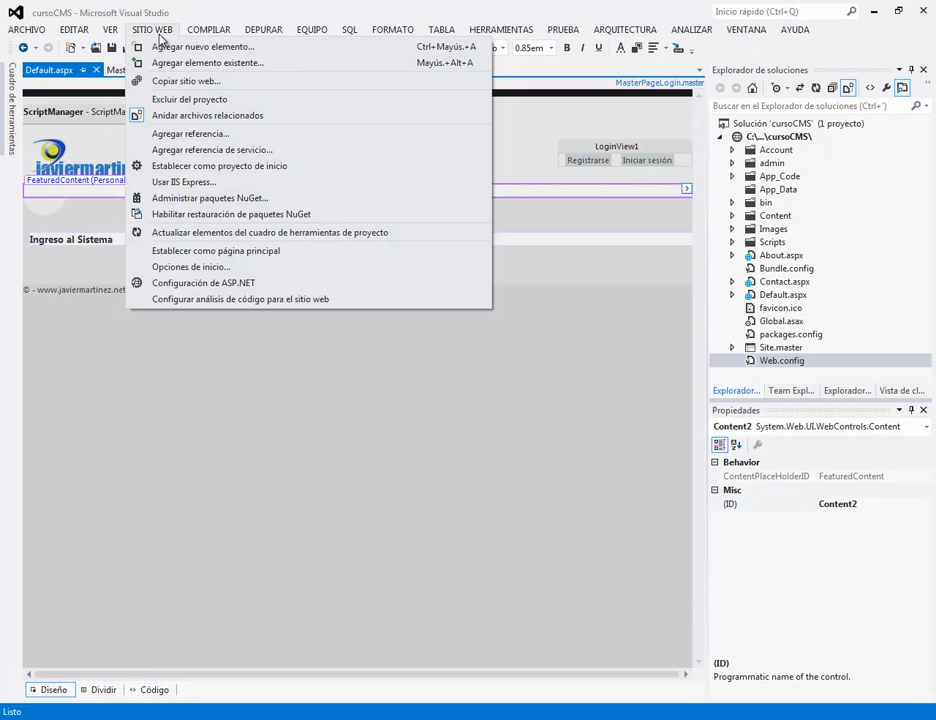 cursoCMS - Microsoft Visual Studio
Inicio rápido (Ctrl+Q)
ARCHIVO EDITAR VER SITIO WEB COMPILAR DEPURAR EQUIPO SQL FORMATO TABLA HERRAMIENTAS PRUEBA ARQUITECTURA ANALIZAR VENTANA AYUDA
0.85em
Cuadro de herramientas
Default.aspx
Mast
MasterPageLogin.master
ScriptManager - ScriptMa
javiermartinez
FeaturedContent (Personal
LoginView1
Registrarse Iniciar sesión
Ingreso al Sistema
© - www.javiermartinez.net
Agregar nuevo elemento... Ctrl+Mayús.+A
Agregar elemento existente... Mayús.+Alt+A
Copiar sitio web...
Excluir del proyecto
Anidar archivos relacionados
Agregar referencia...
Agregar referencia de servicio...
Establecer como proyecto de inicio
Usar IIS Express...
Administrar paquetes NuGet...
Habilitar restauración de paquetes NuGet
Actualizar elementos del cuadro de herramientas de proyecto
Establecer como página principal
Opciones de inicio...
Configuración de ASP.NET
Configurar análisis de código para el sitio web
Explorador de soluciones
Buscar en Explorador de soluciones (Ctrl+´)
Solución 'cursoCMS' (1 proyecto)
C:\...\cursoCMS\
Account
admin
App_Code
App_Data
bin
Content
Images
Scripts
About.aspx
Bundle.config
Contact.aspx
Default.aspx
favicon.ico
Global.asax
packages.config
Site.master
Web.config
Explorador... Team Expl... Explorador... Vista de cl...
Propiedades
Content2 System.Web.UI.WebControls.Content
Behavior
ContentPlaceHolderID FeaturedContent
Misc
(ID) Content2
(ID)
Programmatic name of the control.
Diseño Dividir Código
Listo